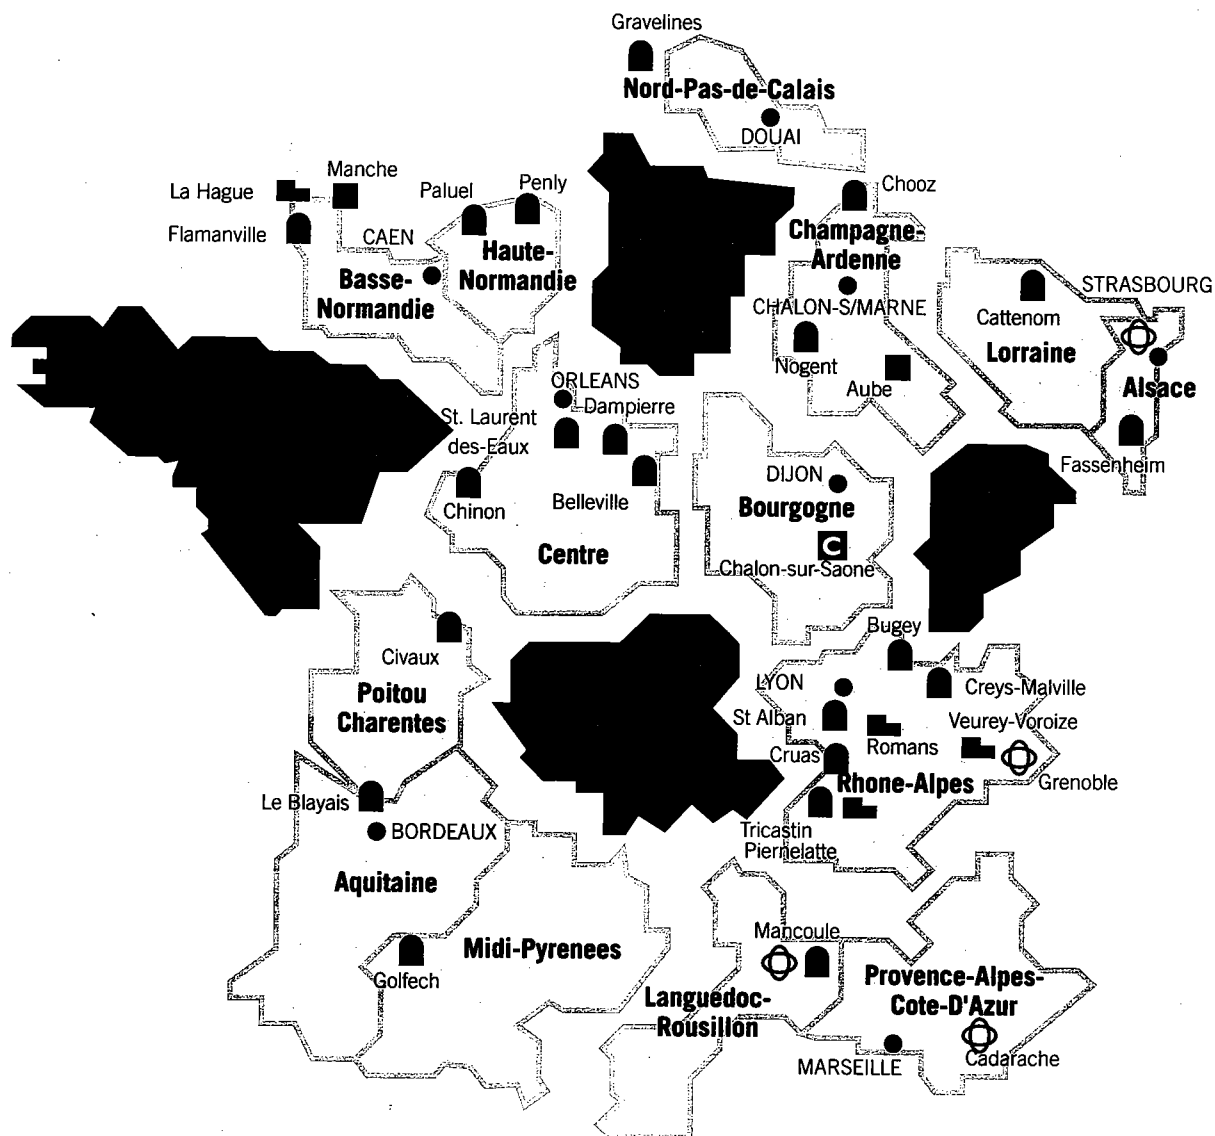 Gravelines
Nord-Pas-de-Calais
DOUAI
Manche
La Hague
Flamanville
CAEN
Paluel
Penly
Haute-
Normandie
Basse-
Normandie
Chooz
Champagne-
Ardenne
CHALON-S/MARNE
Nogent
Aube
STRASBOURG
Cattenom
Lorraine
Alsace
Fassenheim
ORLEANS
Dampierre
St. Laurent
des-Eaux
Chinon
Belleville
Centre
DIJON
Bourgogne
C
Chalon-sur-Saone
Civaux
Poitou
Charentes
Bugey
LYON
Creys-Malville
St Alban
Romans
Veurey-Voroize
Cruas
Rhone-Alpes
Grenoble
Tricastin
Piernelatte
Le Blayais
BORDEAUX
Aquitaine
Golfech
Midi-Pyrenees
Mancoule
Languedoc-
Rousillon
Provence-Alpes-
Cote-D'Azur
MARSEILLE
Cadarache